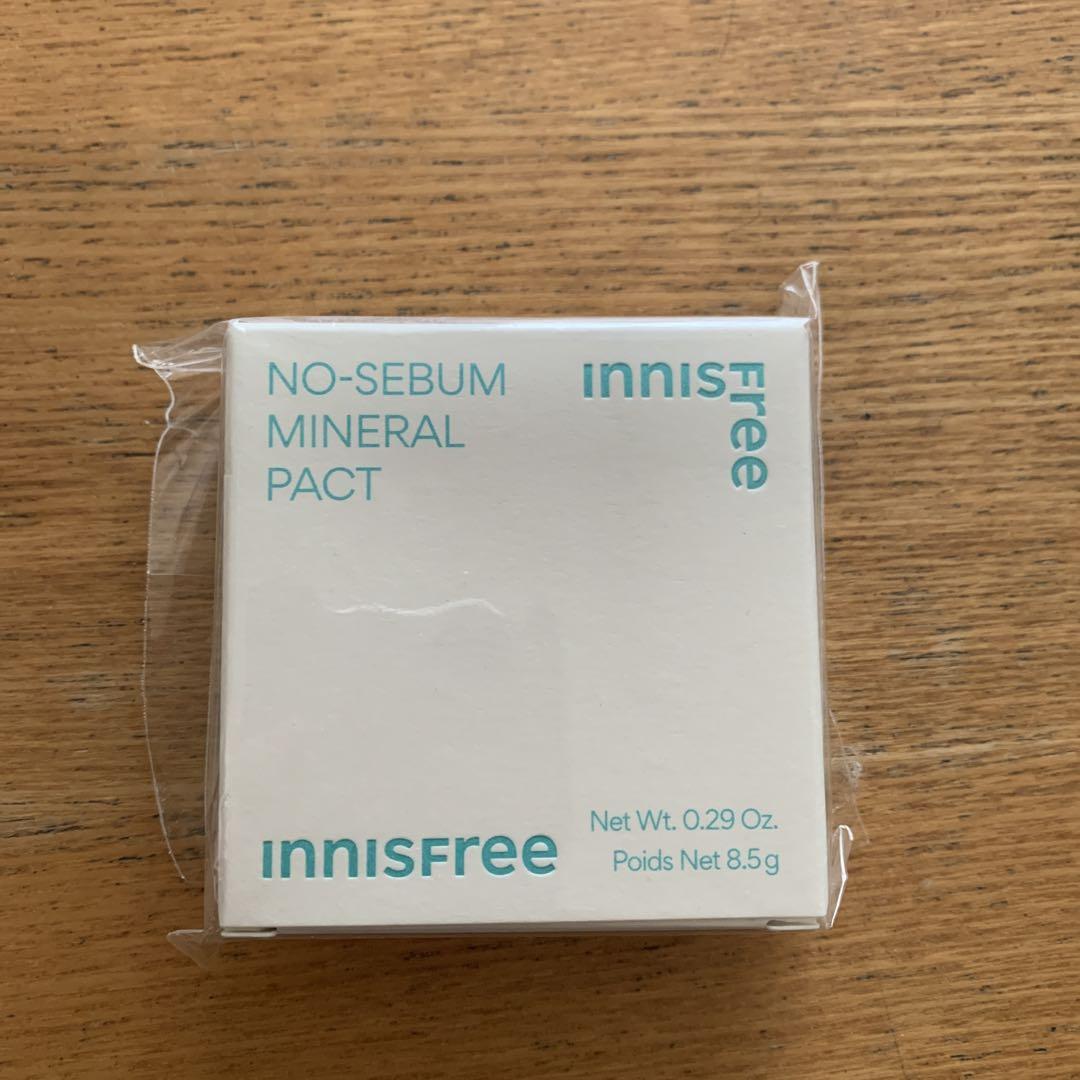 NO-SEBUM
MINERAL
PACT
innisfree
innisfree
Net Wt. 0.29 Oz.
Poids Net 8.5g